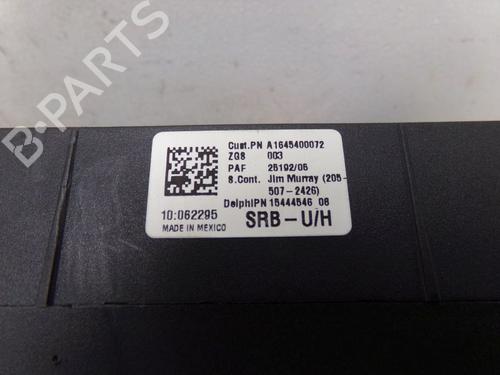 B-PARTS
Cust.PN A1645400072
ZGS 003
PAF 25192/05
S.Cont. Jim Murray (205-
507-2426)
DelphiPN 15444546 08
10:062295 SRB-U/H
MADE IN MEXICO